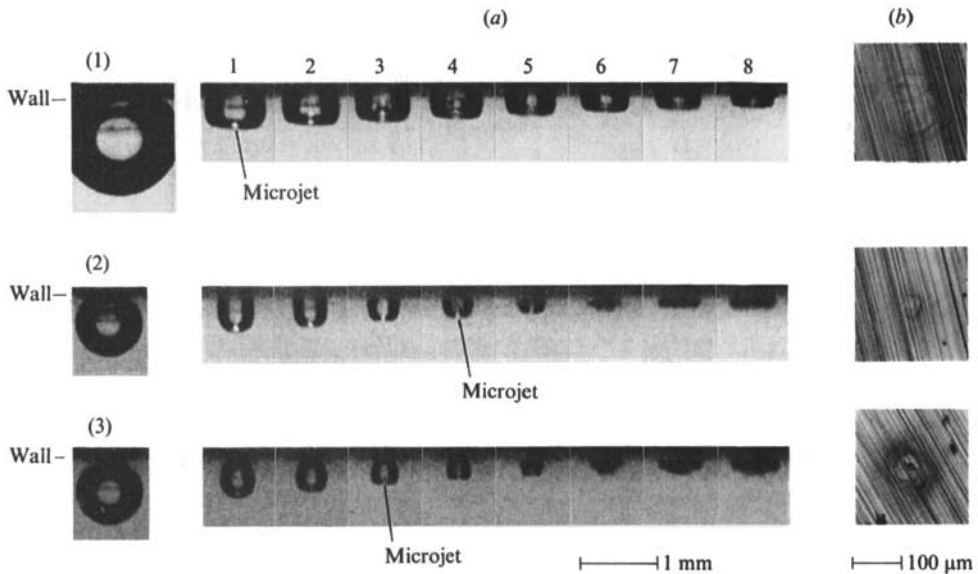 (a)
(b)
(1)
1 2 3 4 5 6 7 8
Wall
Microjet
(2)
Wall
Microjet
(3)
Wall
Microjet
1 mm
100 μm